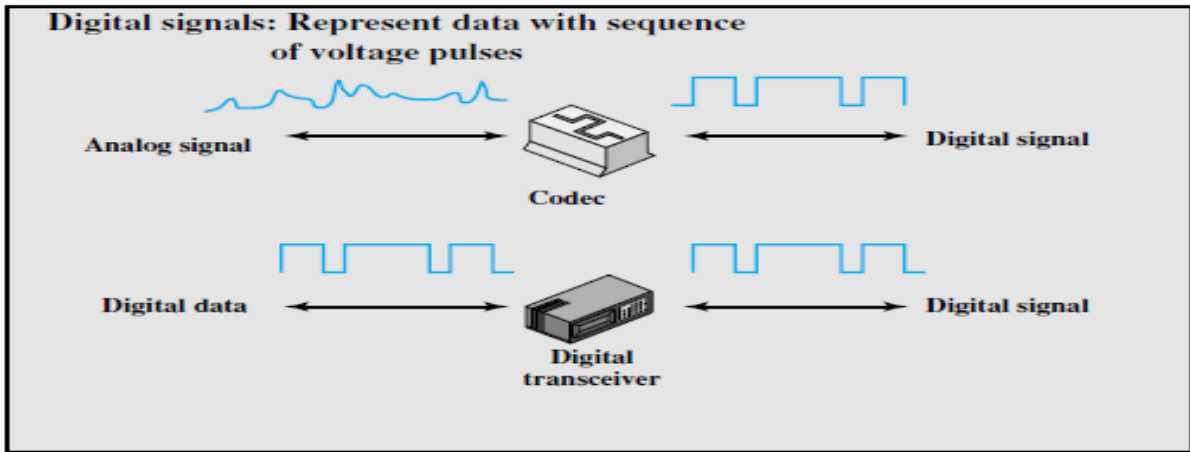 Digital signals: Represent data with sequence
of voltage pulses
Analog signal
Digital signal
Codec
Digital data
Digital signal
Digital
transceiver